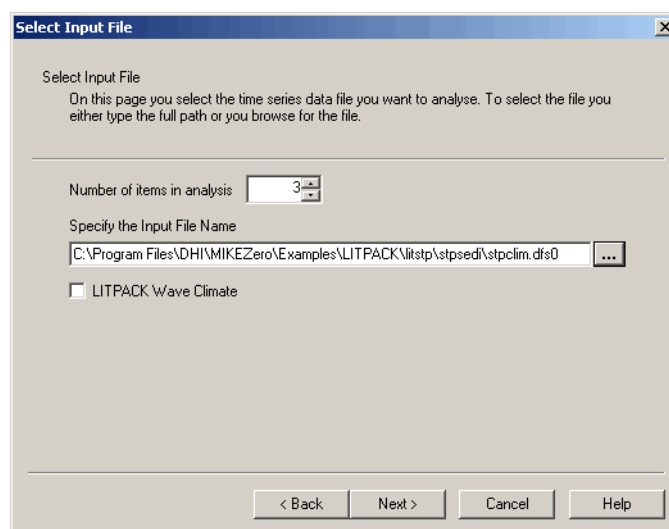 Select Input File
Select Input File
On this page you select the time series data file you want to analyse. To select the file you
either type the full path or you browse for the file.
Number of items in analysis 3
Specify the Input File Name
C:\Program Files\DHI\MIKEZero\Examples\LITPACK\litstp\stpsedi\stpclim.dfs0 ...
LITPACK Wave Climate
< Back Next > Cancel Help